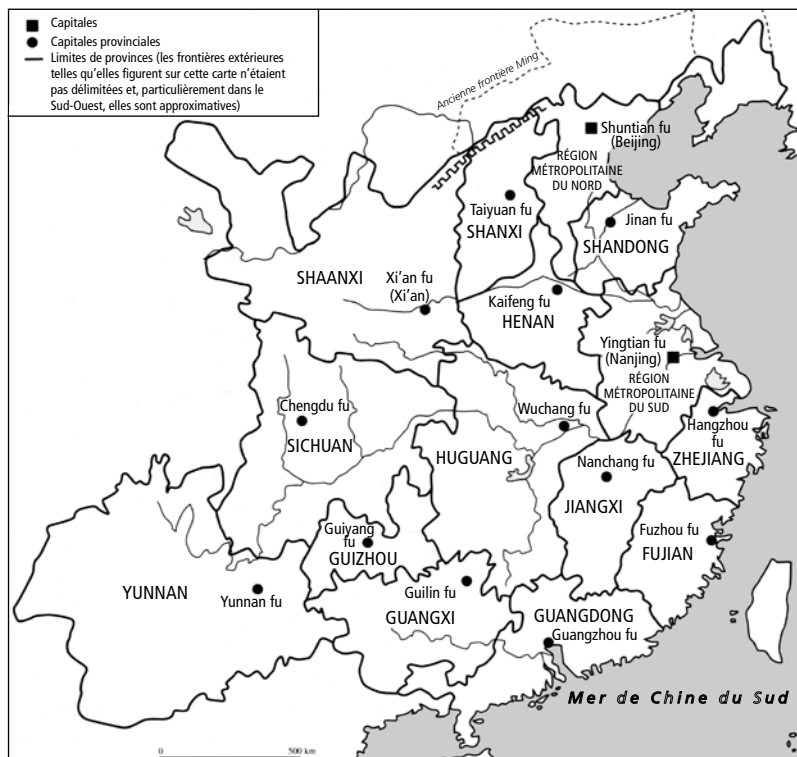 Capitales
Capitales provinciales
Limites de provinces (les frontières extérieures
telles qu'elles figurent sur cette carte n'étaient
pas délimitées et, particulièrement dans le
Sud-Ouest, elles sont approximatives)
Ancienne frontière Ming
Shuntian fu
(Beijing)
RÉGION
MÉTROPOLITAINE
DU NORD
Taiyuan fu
SHANXI
Jinan fu
SHANDONG
SHAANXI
Xi'an fu
(Xi'an)
Kaifeng fu
HENAN
Yingtian fu
(Nanjing)
RÉGION
MÉTROPOLITAINE
DU SUD
Chengdu fu
SICHUAN
Wuchang fu
HUGUANG
Hangzhou
fu
ZHEJIANG
Nanchang fu
JIANGXI
Guiyang
fu
GUIZHOU
Fuzhou fu
FUJIAN
YUNNAN
Yunnan fu
Guilin fu
GUANGXI
GUANGDONG
Guangzhou fu
Mer de Chine du Sud
0 500 km